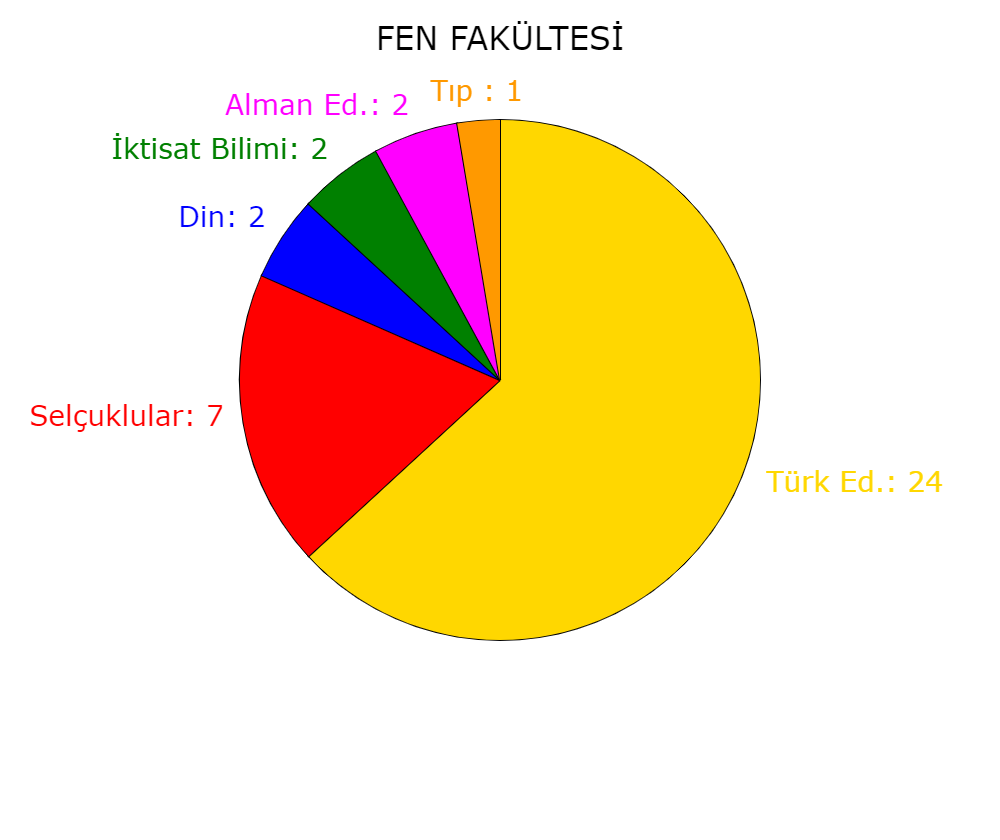 FEN FAKÜLTESİ
Tıp : 1
Alman Ed.: 2
İktisat Bilimi: 2
Din: 2
Selçuklular: 7
Türk Ed.: 24